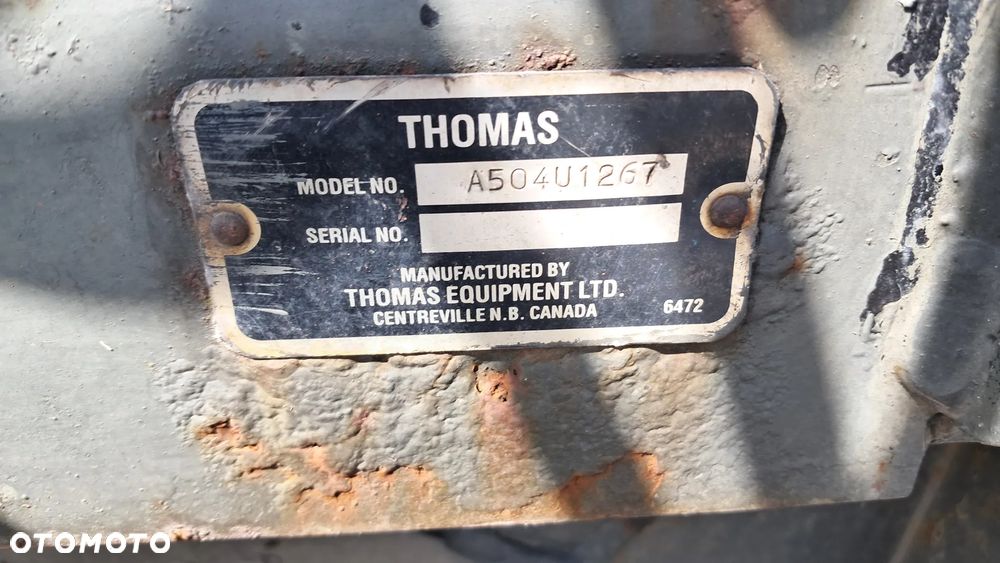 THOMAS
MODEL NO. A504U1267
SERIAL NO.
MANUFACTURED BY
THOMAS EQUIPMENT LTD.
CENTREVILLE N.B. CANADA 6472
OTOMOTO